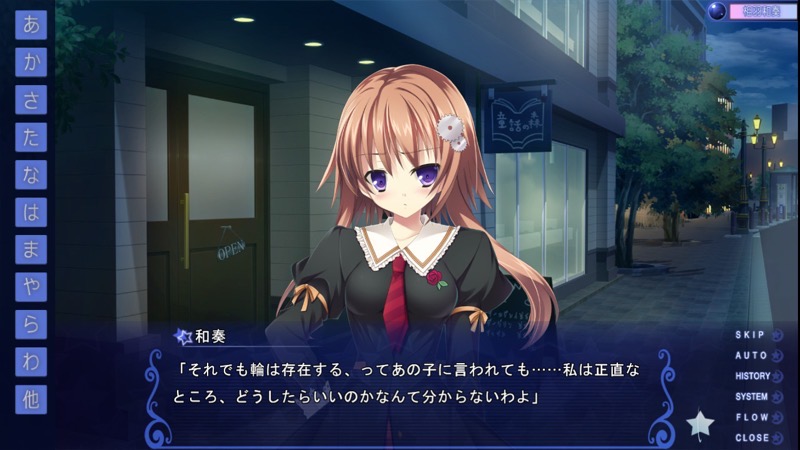 あ
か
さ
た
な
は
ま
や
ら
わ
他
童話の森
OPEN
和奏
「それでも輪は存在する、ってあの子に言われても……私は正直な
ところ、どうしたらいいのかなんて分からないわよ」
SKIP
AUTO
HISTORY
SYSTEM
FLOW
CLOSE